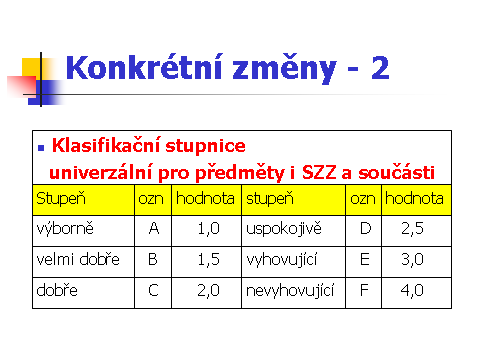 Konkrétní změny - 2
Klasifikační stupnice
univerzální pro předměty i SZZ a součásti
Stupeň ozn hodnota stupeň ozn hodnota
výborně A 1,0 uspokojivě D 2,5
velmi dobře B 1,5 vyhovující E 3,0
dobře C 2,0 nevyhovující F 4,0